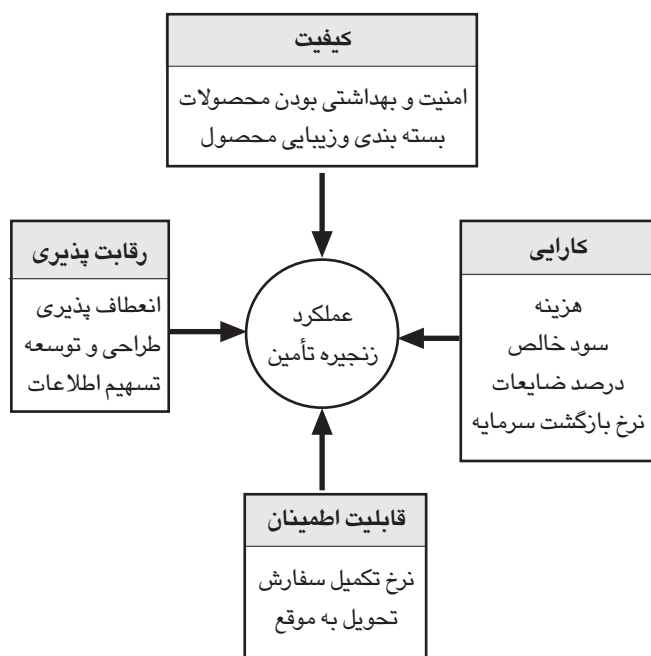 کیفیت
امنیت و بهداشتی بودن محصولات
بسته بندی وزیبایی محصول
کارایی
هزینه
سود خالص
درصد ضایعات
نرخ بازگشت سرمایه
عملکرد
زنجیره تأمین
رقابت پذیری
انعطاف پذیری
طراحی و توسعه
تسهیم اطلاعات
قابلیت اطمینان
نرخ تکمیل سفارش
تحویل به موقع